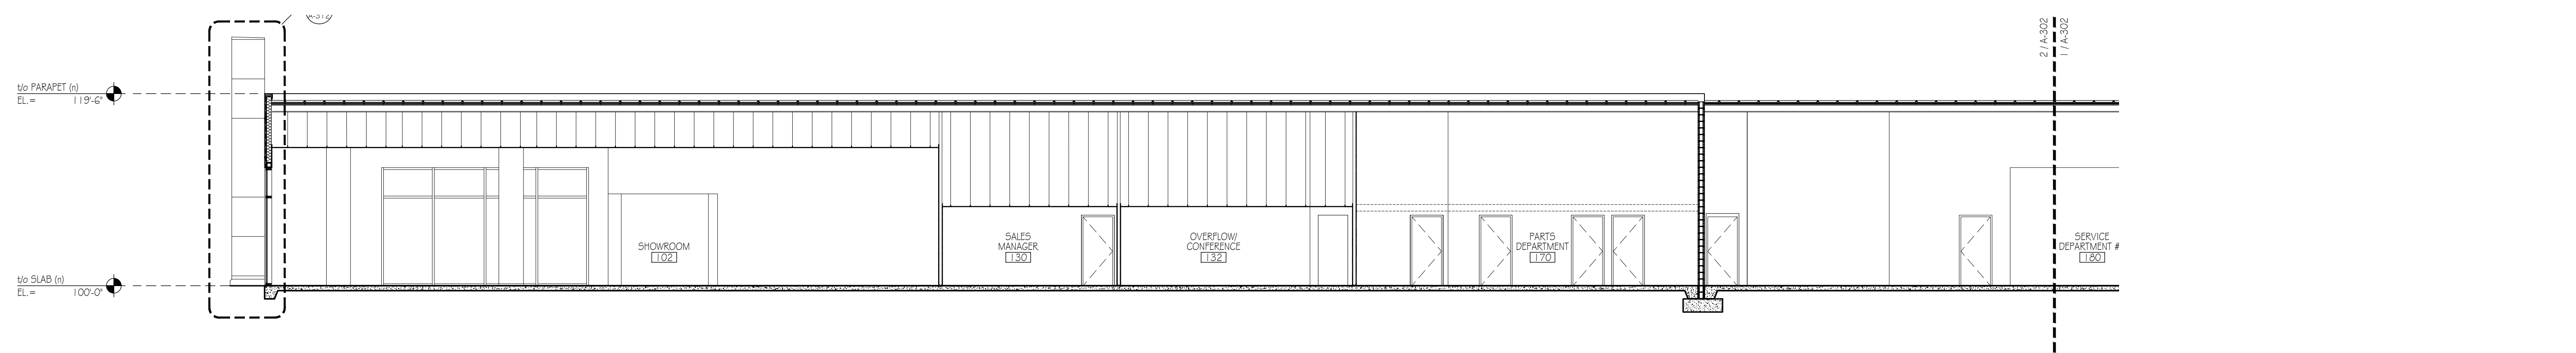 A-312
2 / A-302
1 / A-302
t/o PARAPET (n)
EL.= 119'-6"
SHOWROOM
102
SALES
MANAGER
130
OVERFLOW/
CONFERENCE
132
PARTS
DEPARTMENT
170
SERVICE
DEPARTMENT #
180
t/o SLAB (n)
EL.= 100'-0"